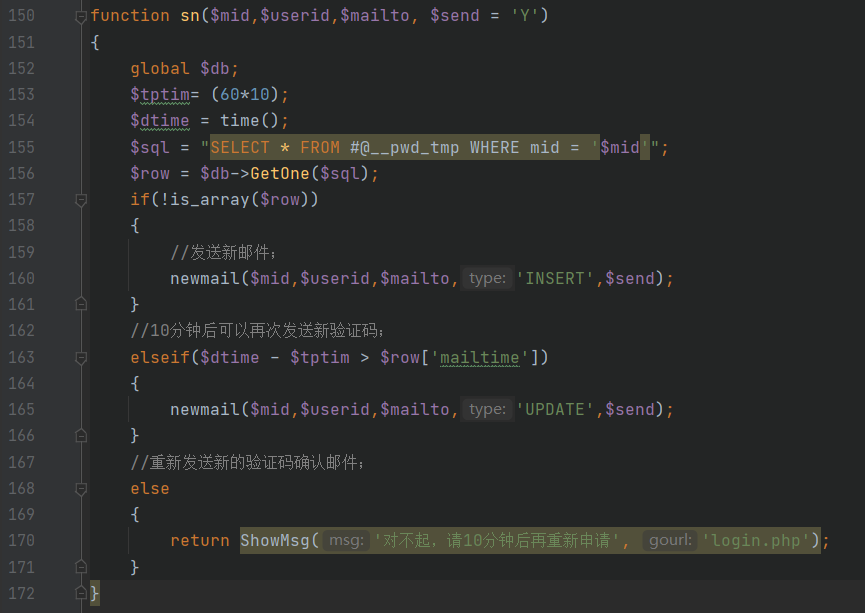 150 function sn($mid,$userid,$mailto, $send = 'Y')
151 {
152 global $db;
153 $tptim= (60*10);
154 $dtime = time();
155 $sql = "SELECT * FROM #@__pwd_tmp WHERE mid = '$mid'";
156 $row = $db->GetOne($sql);
157 if(!is_array($row))
158 {
159 //发送新邮件;
160 newmail($mid,$userid,$mailto, type: 'INSERT',$send);
161 }
162 //10分钟后可以再次发送新验证码;
163 elseif($dtime - $tptim > $row['mailtime'])
164 {
165 newmail($mid,$userid,$mailto, type: 'UPDATE',$send);
166 }
167 //重新发送新的验证码确认邮件;
168 else
169 {
170 return ShowMsg( msg: '对不起，请10分钟后再重新申请', gourl: 'login.php');
171 }
172 }